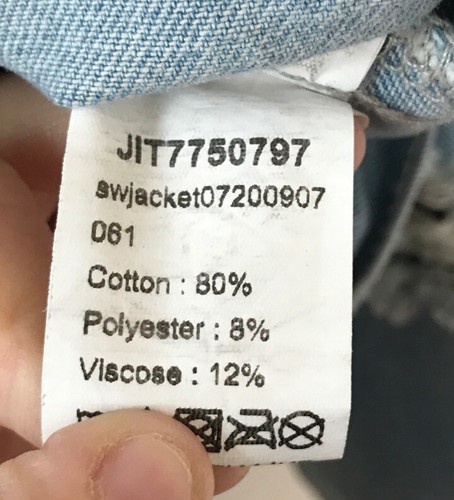 JIT7750797
swjacket07200907
061
Cotton : 80%
Polyester : 8%
Viscose : 12%